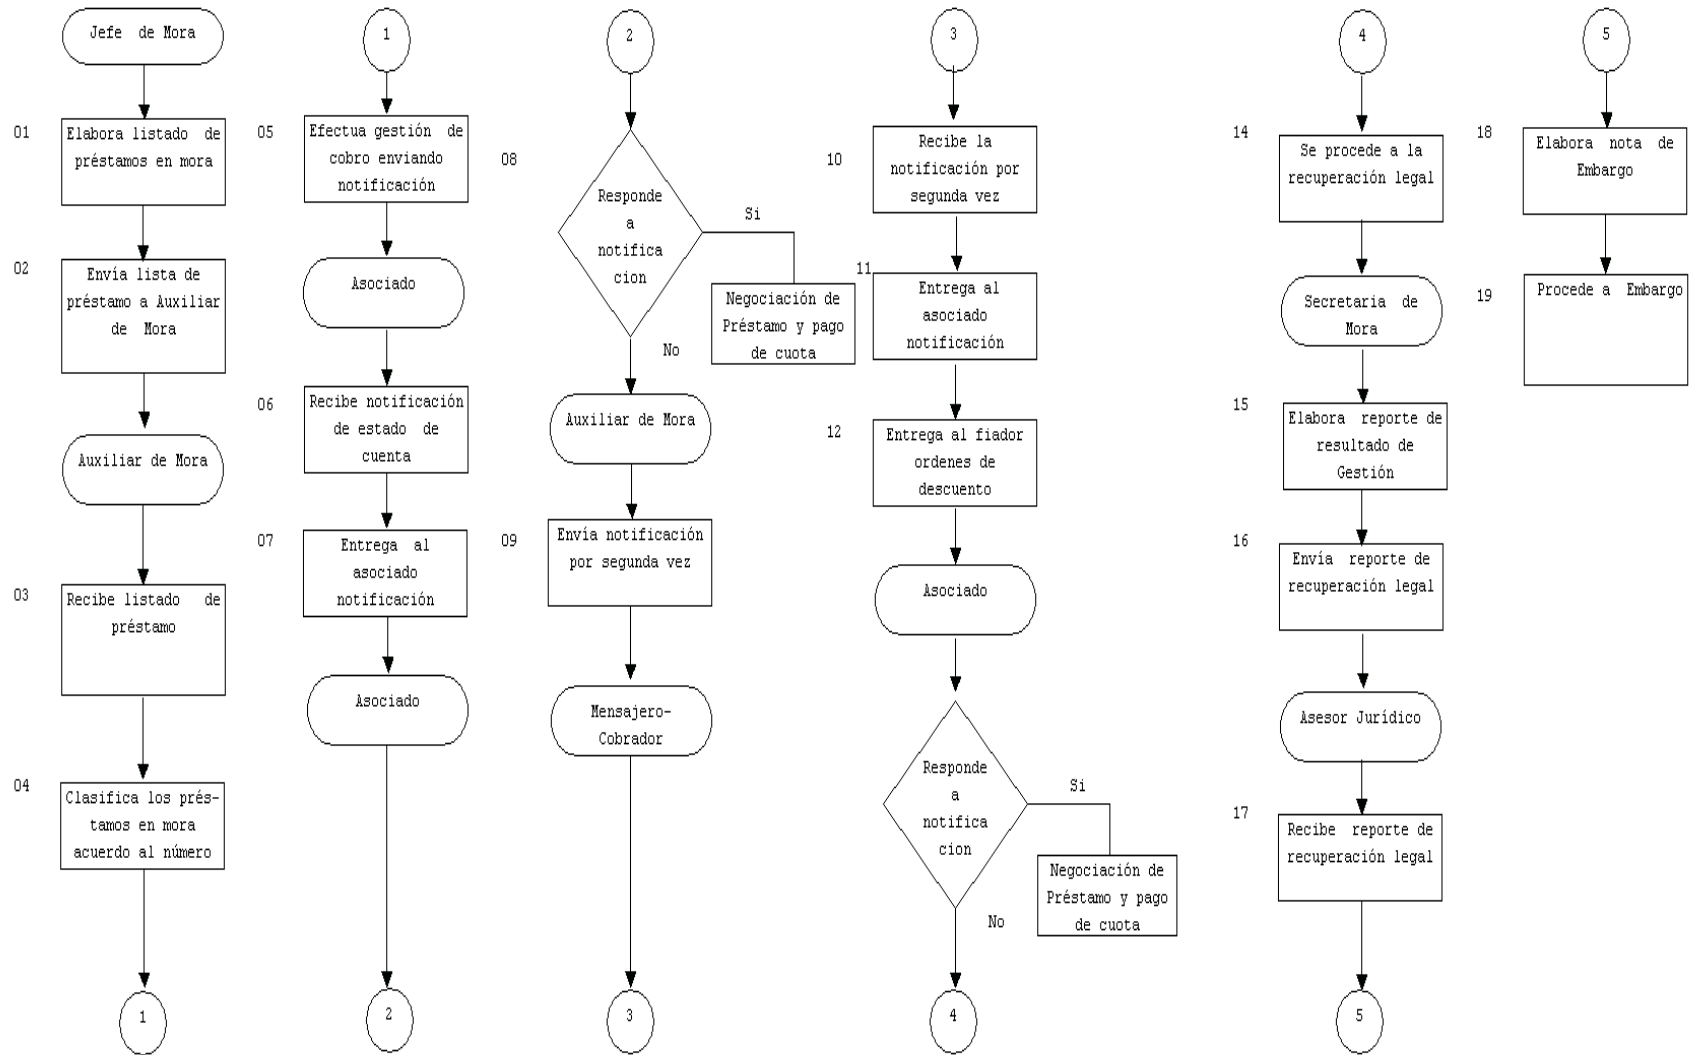 Jefe de Mora
01
Elabora listado de
préstamos en mora
02
Envía lista de
préstamo a Auxiliar
de Mora
Auxiliar de Mora
03
Recibe listado de
préstamo
04
Clasifica los prés-
tamos en mora
acuerdo al número
1
1
05
Efectua gestión de
cobro enviando
notificación
Asociado
06
Recibe notificación
de estado de
cuenta
07
Entrega al
asociado
notificación
Asociado
2
2
08
Responde
a
notifica
cion
Si
Negociación de
Préstamo y pago
de cuota
No
Auxiliar de Mora
09
Envía notificación
por segunda vez
Mensajero-
Cobrador
3
3
10
Recibe la
notificación por
segunda vez
11
Entrega al
asociado
notificación
12
Entrega al fiador
ordenes de
descuento
Asociado
Responde
a
notifica
cion
Si
Negociación de
Préstamo y pago
de cuota
No
4
4
14
Se procede a la
recuperación legal
Secretaria de
Mora
15
Elabora reporte de
resultado de
Gestión
16
Envía reporte de
recuperación legal
Asesor Jurídico
17
Recibe reporte de
recuperación legal
5
5
18
Elabora nota de
Embargo
19
Procede a Embargo